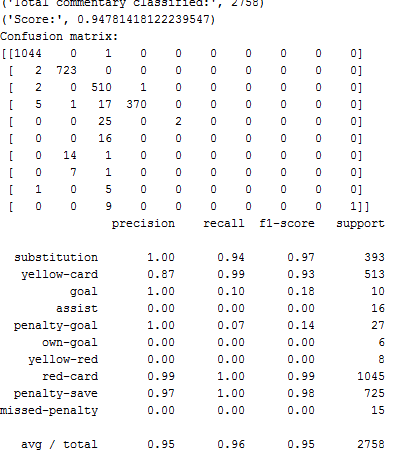 ('Total commentary classified:', 2758)
('Score:', 0.94781418122239547)
Confusion matrix:
[[1044 0 1 0 0 0 0 0 0 0]
[ 2 723 0 0 0 0 0 0 0 0]
[ 2 0 510 1 0 0 0 0 0 0]
[ 5 1 17 370 0 0 0 0 0 0]
[ 0 0 25 0 2 0 0 0 0 0]
[ 0 0 16 0 0 0 0 0 0 0]
[ 0 14 1 0 0 0 0 0 0 0]
[ 0 7 1 0 0 0 0 0 0 0]
[ 1 0 5 0 0 0 0 0 0 0]
[ 0 0 9 0 0 0 0 0 0 1]]
precision recall f1-score support
substitution 1.00 0.94 0.97 393
yellow-card 0.87 0.99 0.93 513
goal 1.00 0.10 0.18 10
assist 0.00 0.00 0.00 16
penalty-goal 1.00 0.07 0.14 27
own-goal 0.00 0.00 0.00 6
yellow-red 0.00 0.00 0.00 8
red-card 0.99 1.00 0.99 1045
penalty-save 0.97 1.00 0.98 725
missed-penalty 0.00 0.00 0.00 15
avg / total 0.95 0.96 0.95 2758